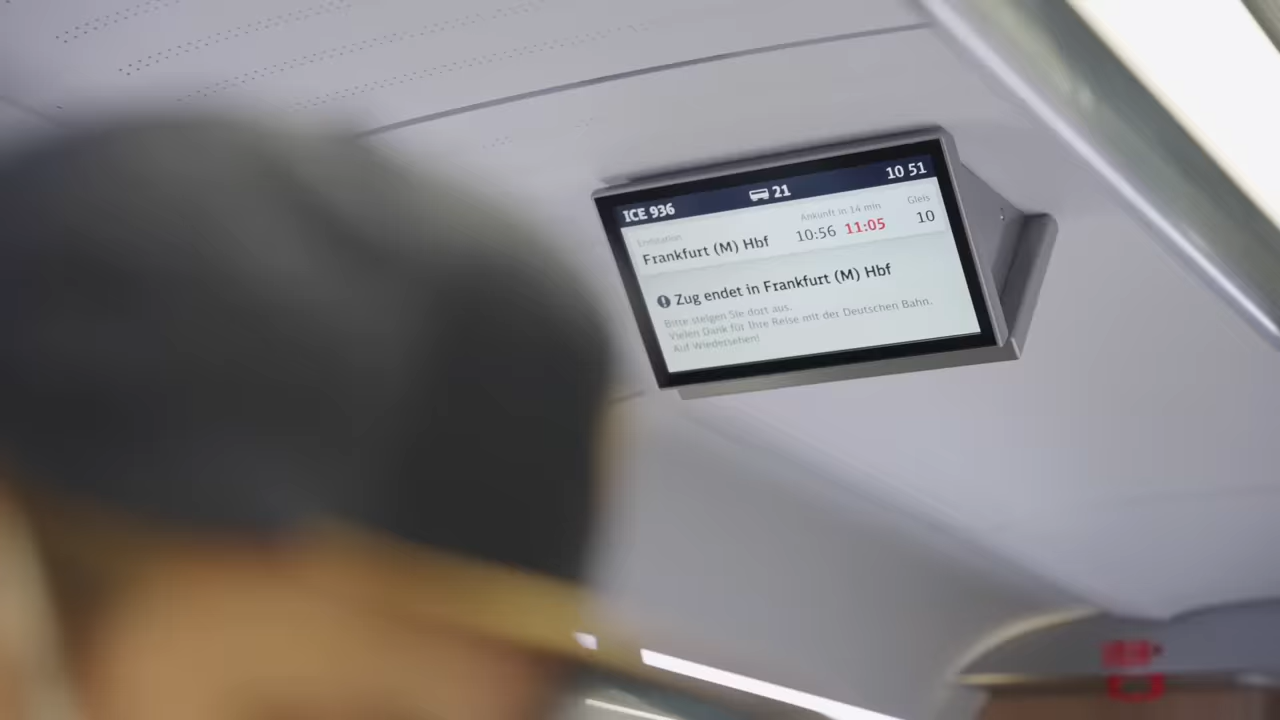 ICE 936 21 10 51
Endstation Ankunft in 14 min Gleis
Frankfurt (M) Hbf 10:56 11:05 10
Zug endet in Frankfurt (M) Hbf
Bitte steigen Sie dort aus.
Vielen Dank für Ihre Reise mit der Deutschen Bahn.
Auf Wiedersehen!